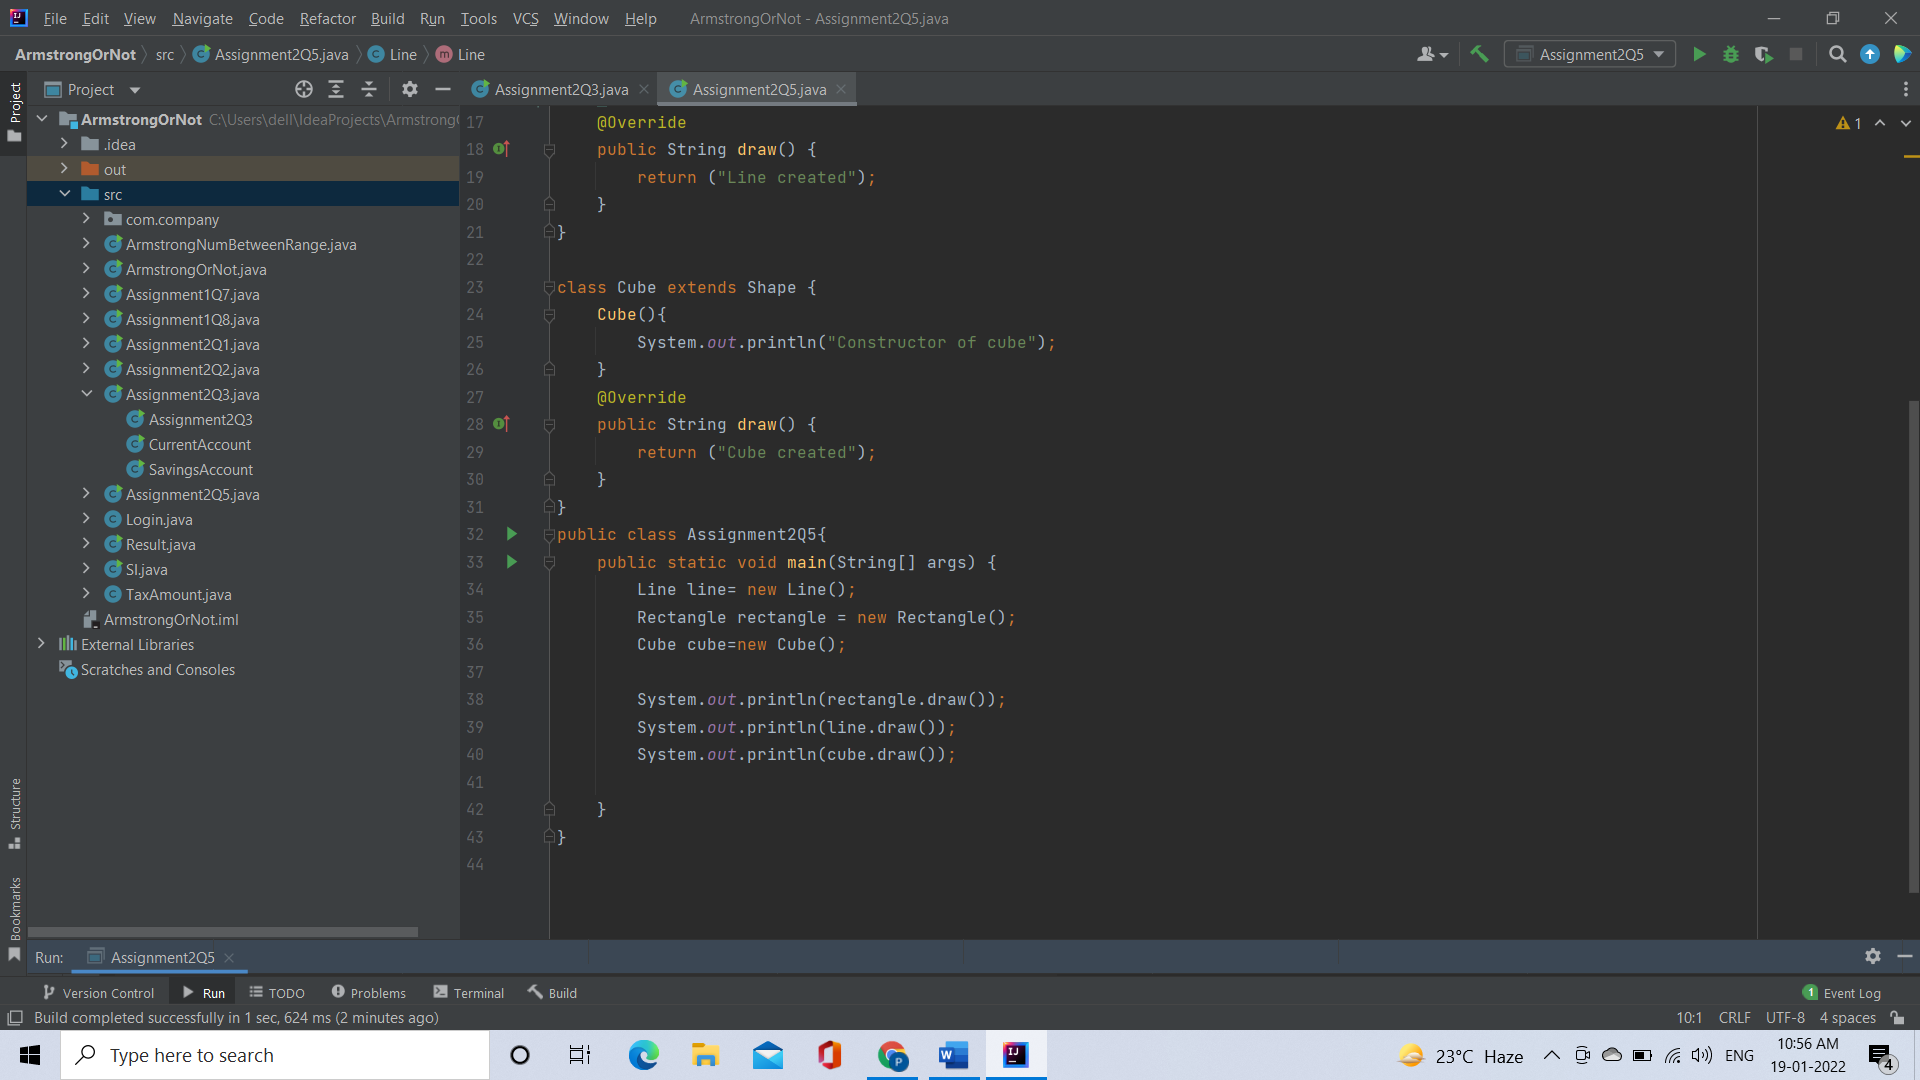 File Edit View Navigate Code Refactor Build Run Tools VCS Window Help ArmstrongOrNot - Assignment2Q5.java
ArmstrongOrNot src Assignment2Q5.java Line Line Assignment2Q5
Project
Project Assignment2Q3.java Assignment2Q5.java
ArmstrongOrNot C:\Users\dell\IdeaProjects\Armstrong
.idea
out
src
com.company
ArmstrongNumBetweenRange.java
ArmstrongOrNot.java
Assignment1Q7.java
Assignment1Q8.java
Assignment2Q1.java
Assignment2Q2.java
Assignment2Q3.java
Assignment2Q3
CurrentAccount
SavingsAccount
Assignment2Q5.java
Login.java
Result.java
SI.java
TaxAmount.java
ArmstrongOrNot.iml
External Libraries
Scratches and Consoles
Structure
Bookmarks
1
17 @Override
18 public String draw() {
19 return ("Line created");
20 }
21 }
22
23 class Cube extends Shape {
24 Cube(){
25 System.out.println("Constructor of cube");
26 }
27 @Override
28 public String draw() {
29 return ("Cube created");
30 }
31 }
32 public class Assignment2Q5{
33 public static void main(String[] args) {
34 Line line= new Line();
35 Rectangle rectangle = new Rectangle();
36 Cube cube=new Cube();
37
38 System.out.println(rectangle.draw());
39 System.out.println(line.draw());
40 System.out.println(cube.draw());
41
42 }
43 }
44
Run: Assignment2Q5
Version Control Run TODO Problems Terminal Build 1 Event Log
Build completed successfully in 1 sec, 624 ms (2 minutes ago) 10:1 CRLF UTF-8 4 spaces
Type here to search 23°C Haze ENG 10:56 AM
19-01-2022 4